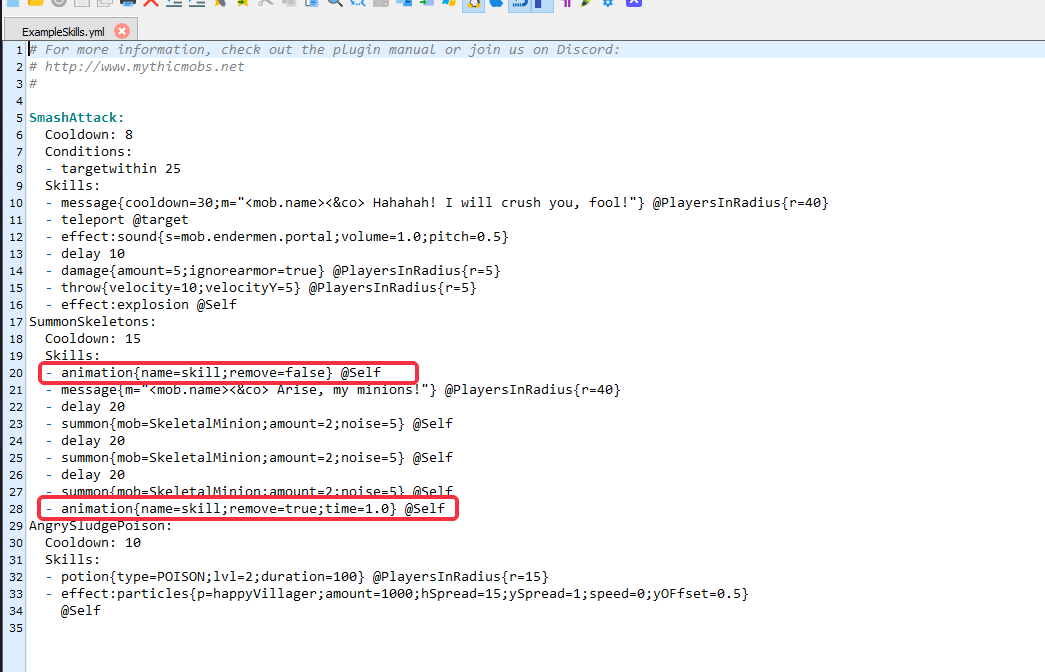 ExampleSkills.yml
1 # For more information, check out the plugin manual or join us on Discord:
2 # http://www.mythicmobs.net
3 #
4
5 SmashAttack:
6   Cooldown: 8
7   Conditions:
8   - targetwithin 25
9   Skills:
10   - message{cooldown=30;m="<mob.name><&co> Hahahah! I will crush you, fool!"} @PlayersInRadius{r=40}
11   - teleport @target
12   - effect:sound{s=mob.endermen.portal;volume=1.0;pitch=0.5}
13   - delay 10
14   - damage{amount=5;ignorearmor=true} @PlayersInRadius{r=5}
15   - throw{velocity=10;velocityY=5} @PlayersInRadius{r=5}
16   - effect:explosion @Self
17 SummonSkeletons:
18   Cooldown: 15
19   Skills:
20   - animation{name=skill;remove=false} @Self
21   - message{m="<mob.name><&co> Arise, my minions!"} @PlayersInRadius{r=40}
22   - delay 20
23   - summon{mob=SkeletalMinion;amount=2;noise=5} @Self
24   - delay 20
25   - summon{mob=SkeletalMinion;amount=2;noise=5} @Self
26   - delay 20
27   - summon{mob=SkeletalMinion;amount=2;noise=5} @Self
28   - animation{name=skill;remove=true;time=1.0} @Self
29 AngrySludgePoison:
30   Cooldown: 10
31   Skills:
32   - potion{type=POISON;lvl=2;duration=100} @PlayersInRadius{r=15}
33   - effect:particles{p=happyVillager;amount=1000;hSpread=15;ySpread=1;speed=0;yOFfset=0.5}
34     @Self
35